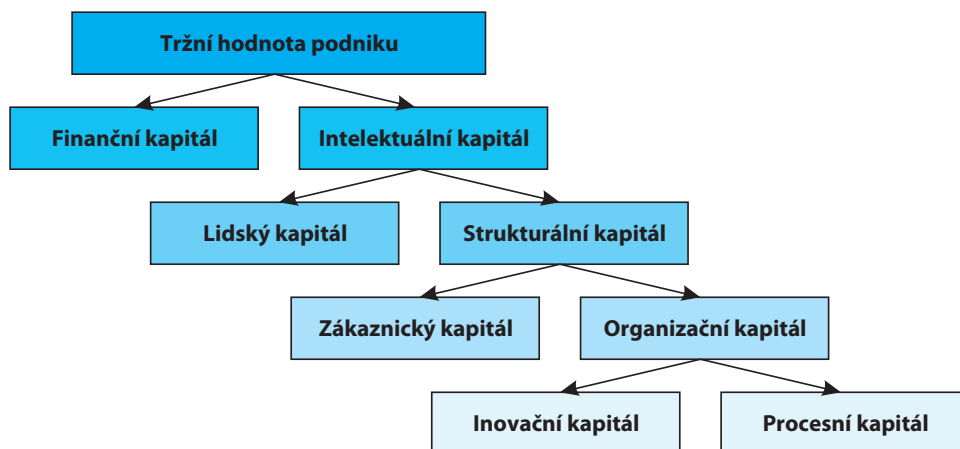 Tržní hodnota podniku
Finanční kapitál
Intelektuální kapitál
Lidský kapitál
Strukturální kapitál
Zákaznický kapitál
Organizační kapitál
Inovační kapitál
Procesní kapitál